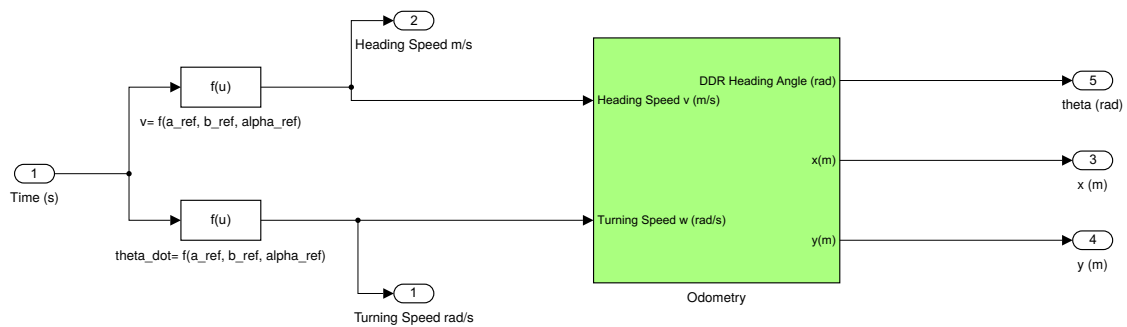 2
Heading Speed m/s
f(u)
v= f(a_ref, b_ref, alpha_ref)
1
Time (s)
f(u)
theta_dot= f(a_ref, b_ref, alpha_ref)
1
Turning Speed rad/s
DDR Heading Angle (rad)
Heading Speed v (m/s)
x(m)
Turning Speed w (rad/s)
y(m)
Odometry
5
theta (rad)
3
x (m)
4
y (m)